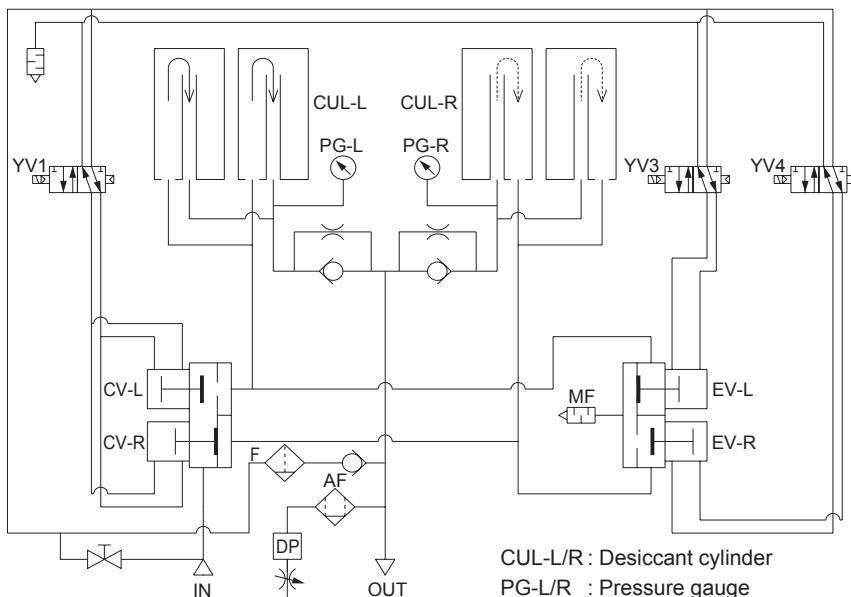 CUL-L
CUL-R
PG-L
PG-R
YV1
YV3
YV4
CV-L
CV-R
MF
EV-L
EV-R
F
AF
DP
IN
OUT
CUL-L/R : Desiccant cylinder
PG-L/R : Pressure gauge